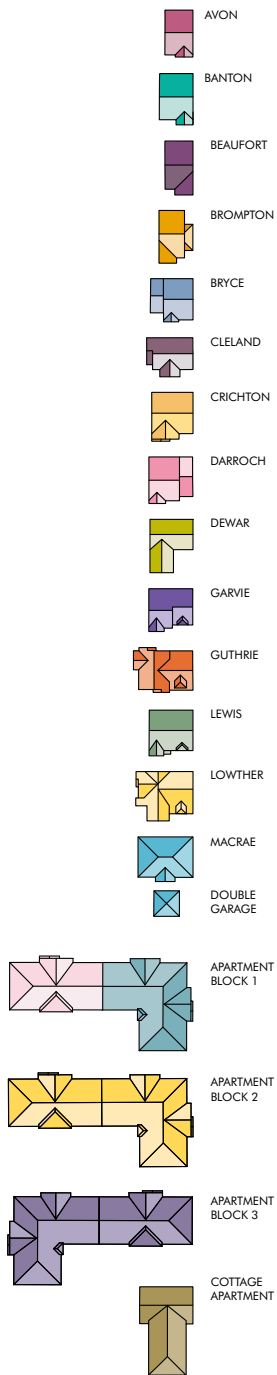 AVON
BANTON
BEAUFORT
BROMPTON
BRYCE
CLELAND
CRICHTON
DARROCH
DEWAR
GARVIE
GUTHRIE
LEWIS
LOWTHER
MACRAE
DOUBLE
GARAGE
APARTMENT
BLOCK 1
APARTMENT
BLOCK 2
APARTMENT
BLOCK 3
COTTAGE
APARTMENT